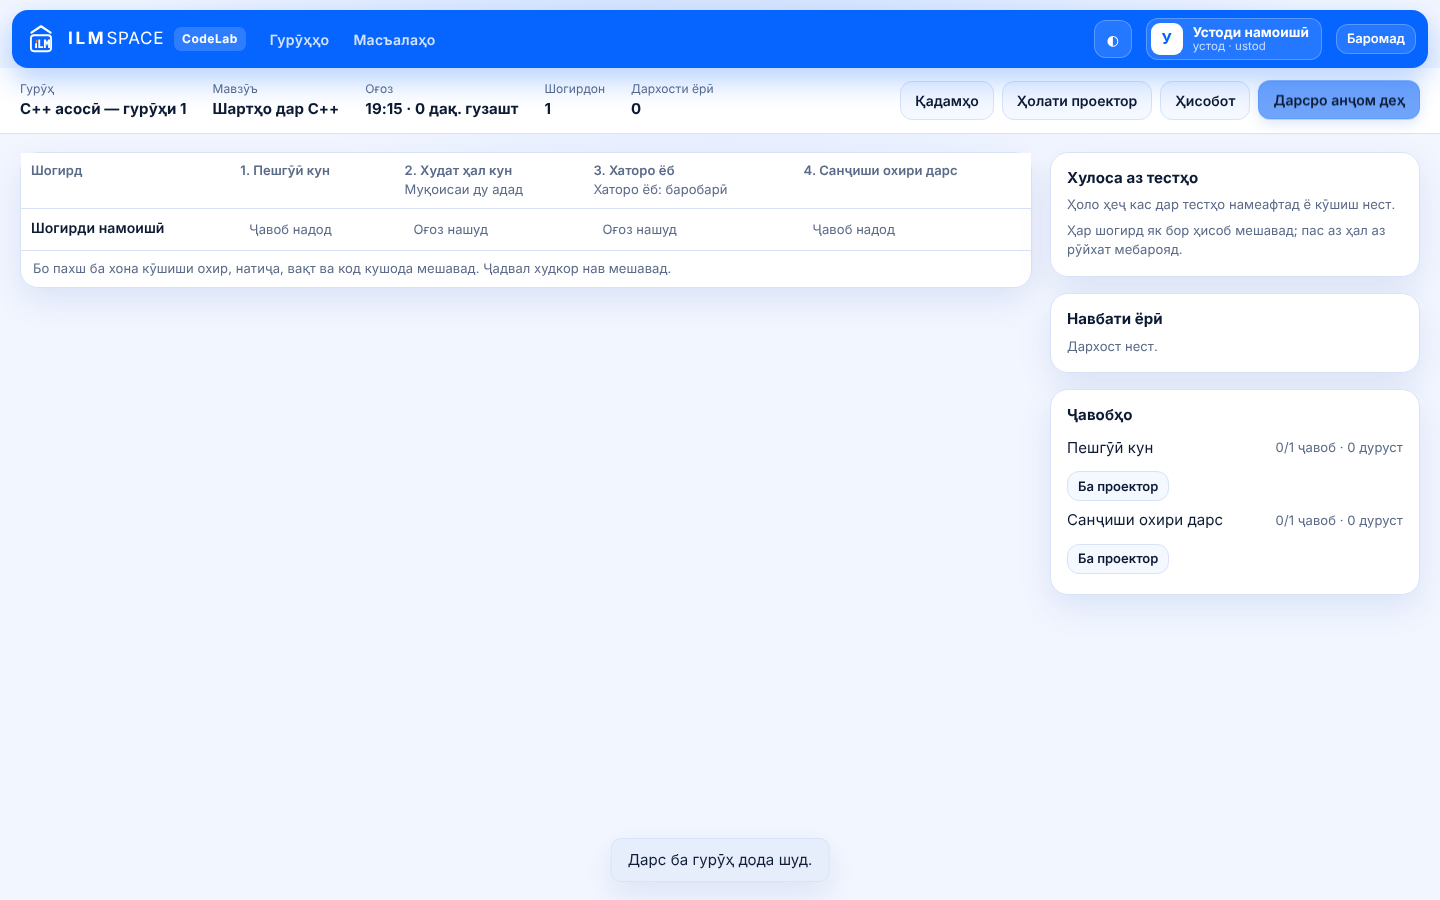 ILMSPACE CodeLab Гурӯҳҳо Масъалаҳо
У Устоди намоишӣ
устод · ustod
Баромад
Гурӯҳ
C++ асосӣ — гурӯҳи 1
Мавзӯъ
Шартҳо дар C++
Оғоз
19:15 · 0 дақ. гузашт
Шогирдон
1
Дархости ёрӣ
0
Қадамҳо
Ҳолати проектор
Ҳисобот
Дарсро анҷом деҳ
Шогирд
1. Пешгӯӣ кун
2. Худат ҳал кун
Муқоисаи ду адад
3. Хаторо ёб
Хаторо ёб: баробарӣ
4. Санҷиши охири дарс
Шогирди намоишӣ
Ҷавоб надод
Оғоз нашуд
Оғоз нашуд
Ҷавоб надод
Бо пахш ба хона кӯшиши охир, натиҷа, вақт ва код кушода мешавад. Ҷадвал худкор нав мешавад.
Хулоса аз тестҳо
Ҳоло ҳеҷ кас дар тестҳо намеафтад ё кӯшиш нест.
Ҳар шогирд як бор ҳисоб мешавад; пас аз ҳал аз
рӯйхат мебарояд.
Навбати ёрӣ
Дархост нест.
Ҷавобҳо
Пешгӯӣ кун
0/1 ҷавоб · 0 дуруст
Ба проектор
Санҷиши охири дарс
0/1 ҷавоб · 0 дуруст
Ба проектор
Дарс ба гурӯҳ дода шуд.